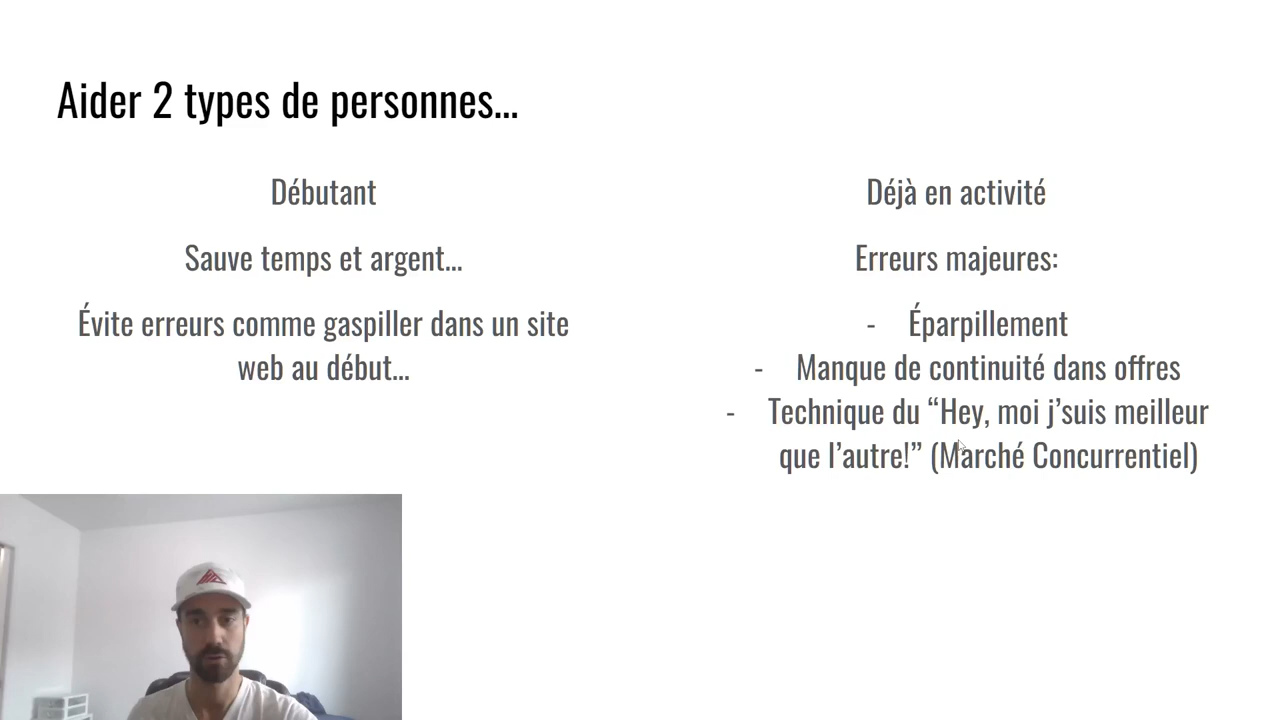 Aider 2 types de personnes...
Débutant
Sauve temps et argent...
Évite erreurs comme gaspiller dans un site
web au début...
Déjà en activité
Erreurs majeures:
- Éparpillement
- Manque de continuité dans offres
- Technique du “Hey, moi j’suis meilleur
que l’autre!” (Marché Concurrentiel)